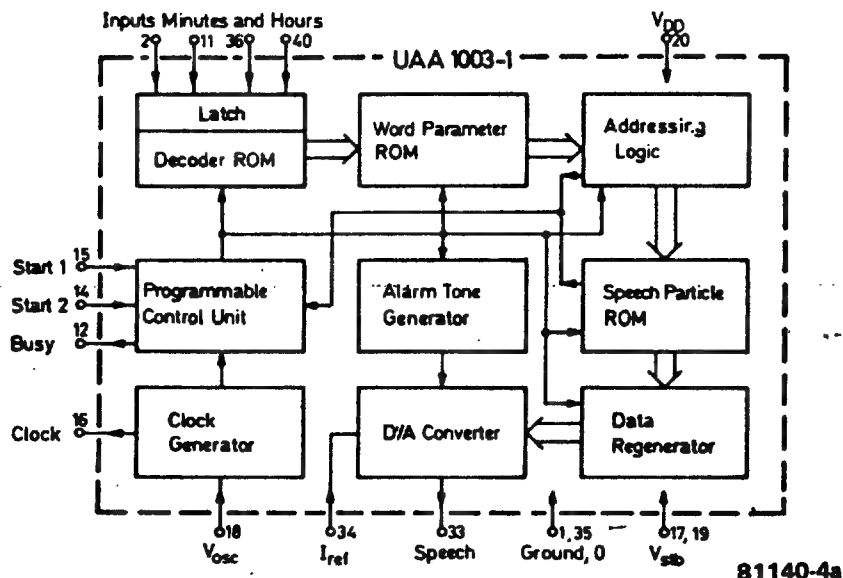 Inputs Minutes and Hours
2 11 36 40
V_DD
20
UAA 1003-1
Latch
Decoder ROM
Word Parameter
ROM
Addressing
Logic
15
Start 1
14
Start 2
12
Busy
Programmable
Control Unit
Alarm Tone
Generator
Speech Particle
ROM
16
Clock
Clock
Generator
D/A Converter
Data
Regenerator
18
V_osc
34
I_ref
33
Speech
1, 35
Ground, 0
17, 19
V_stb
81140-4a